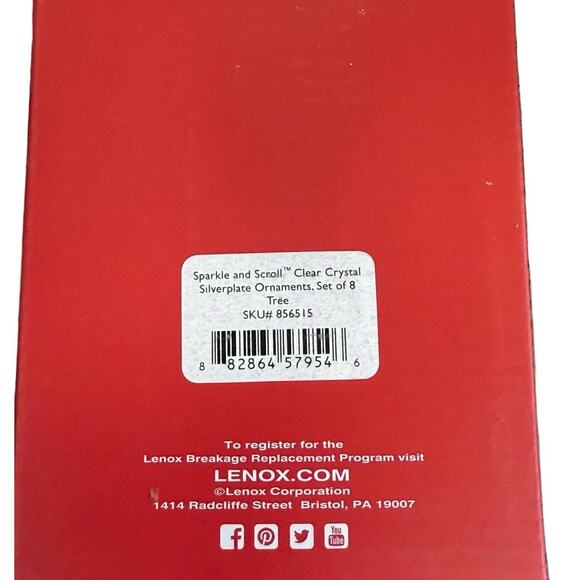 Sparkle and Scroll™ Clear Crystal
Silverplate Ornaments, Set of 8
Tree
SKU# 856515
8 82864 57954 6
To register for the
Lenox Breakage Replacement Program visit
LENOX.COM
©Lenox Corporation
1414 Radcliffe Street Bristol, PA 19007
You
Tube